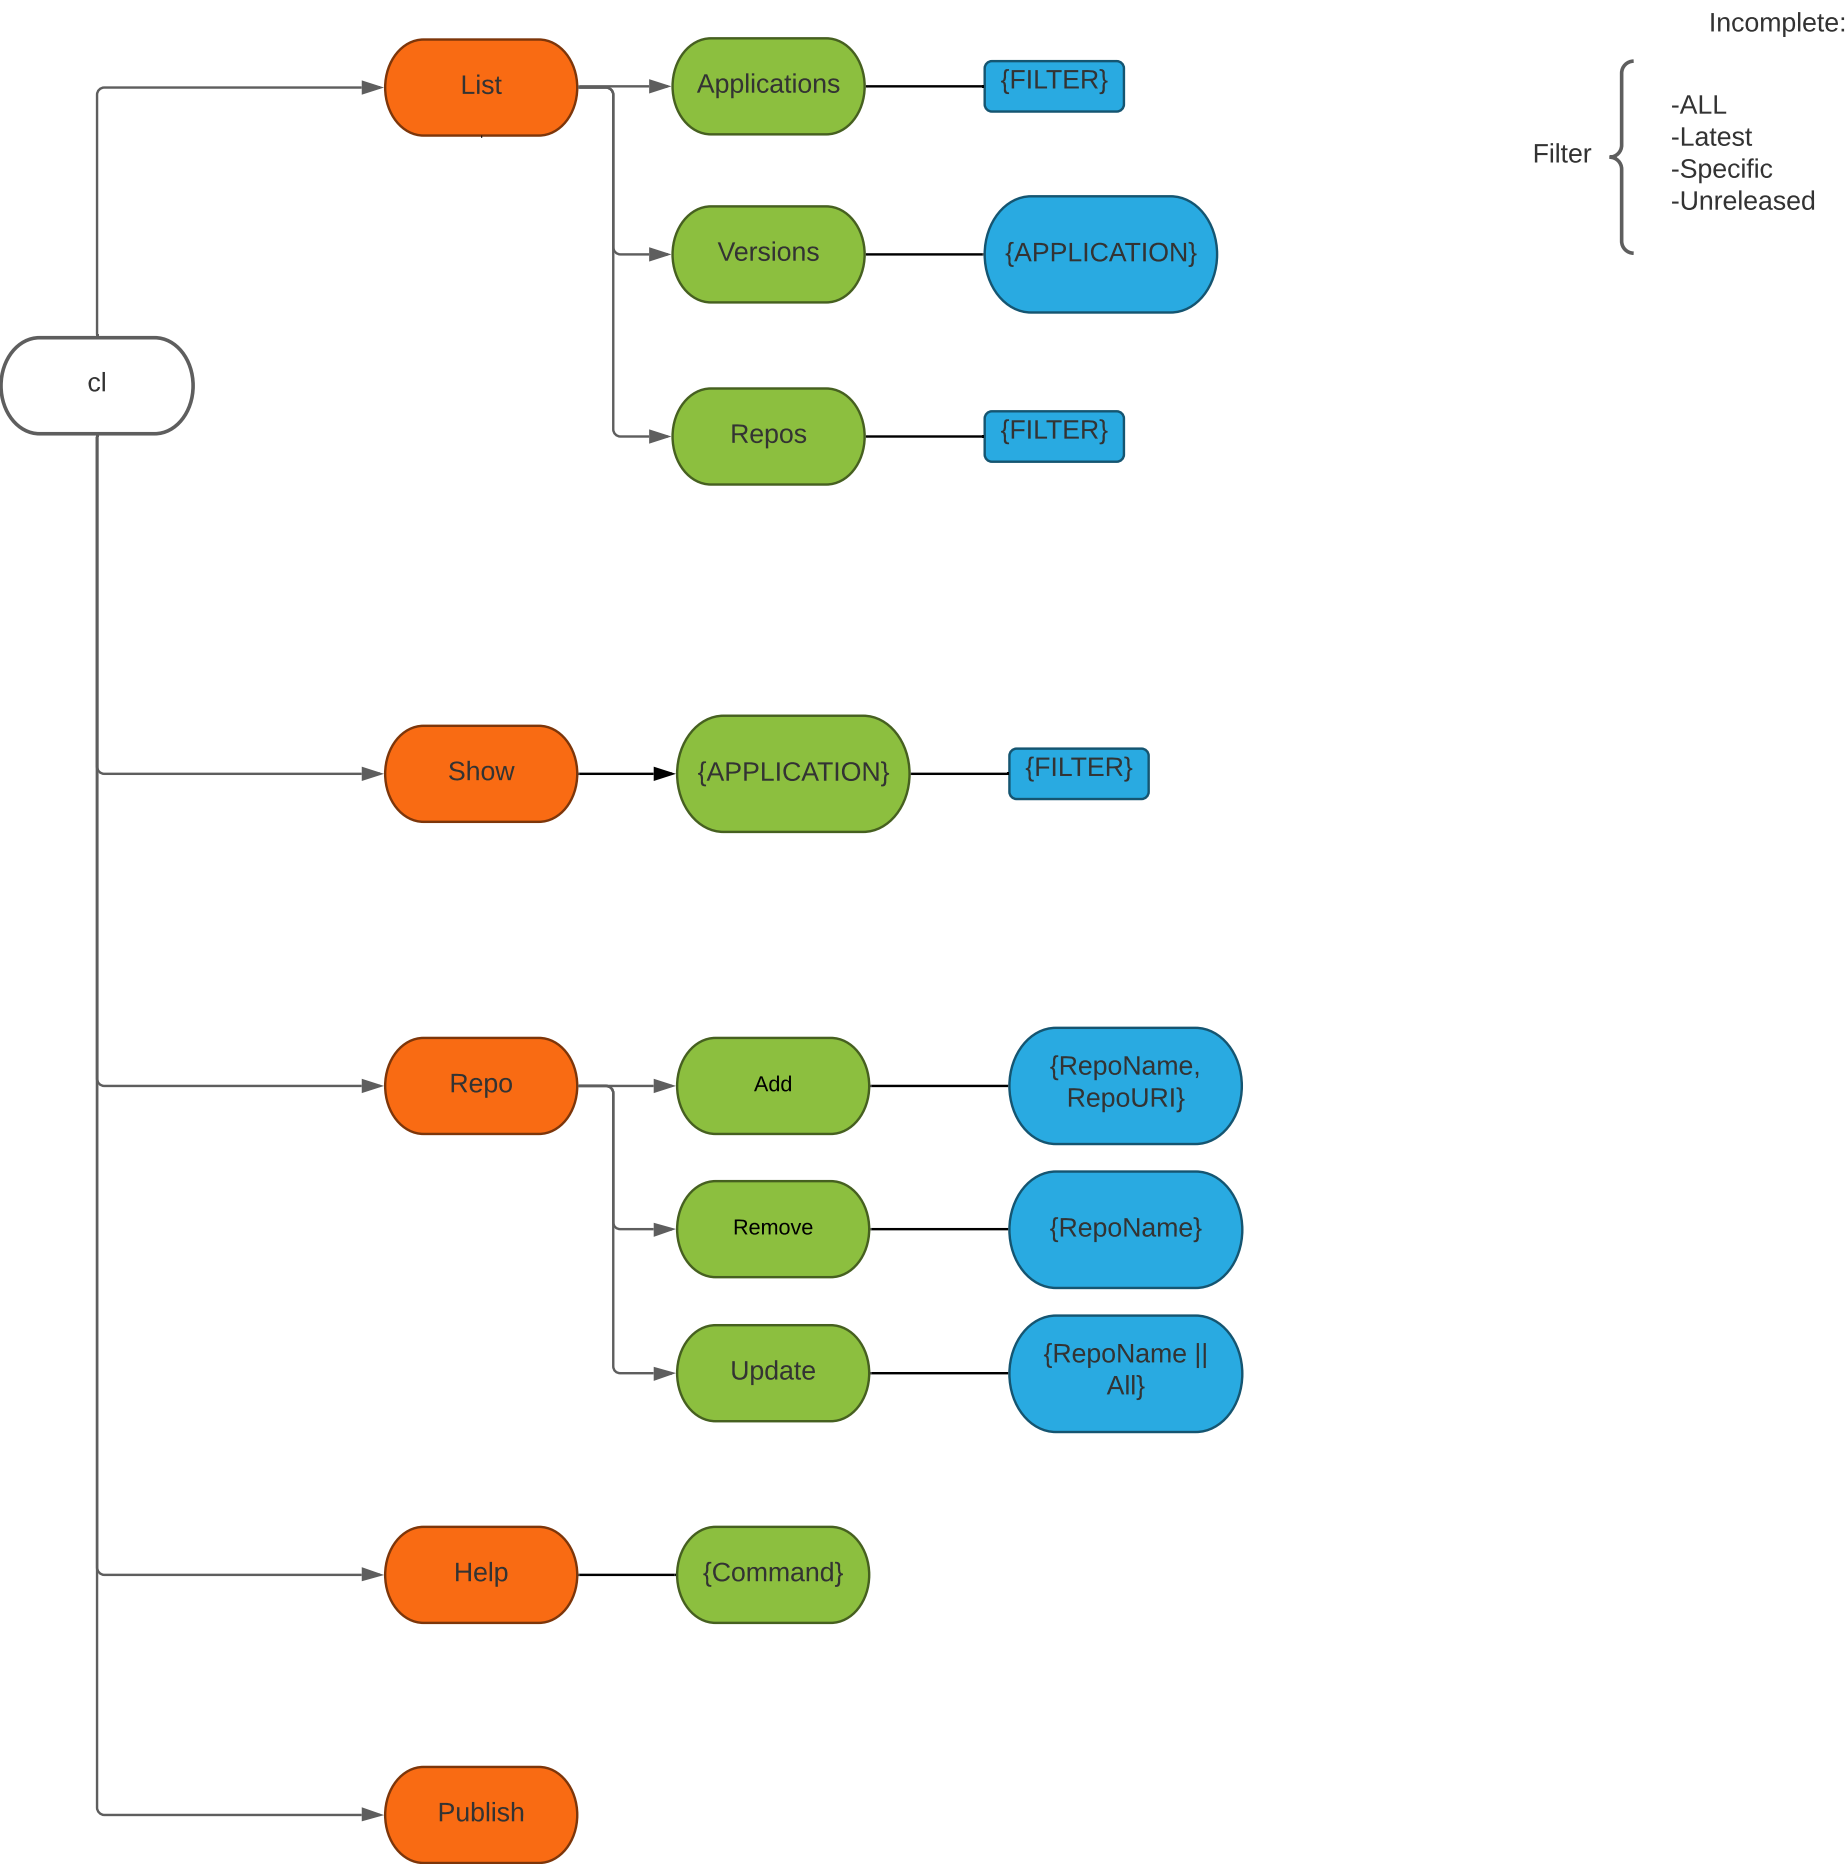 Incomplete:
List
Applications
{FILTER}
Filter
-ALL
-Latest
-Specific
-Unreleased
Versions
{APPLICATION}
cl
Repos
{FILTER}
Show
{APPLICATION}
{FILTER}
Repo
Add
{RepoName,
RepoURI}
Remove
{RepoName}
Update
{RepoName ||
All}
Help
{Command}
Publish